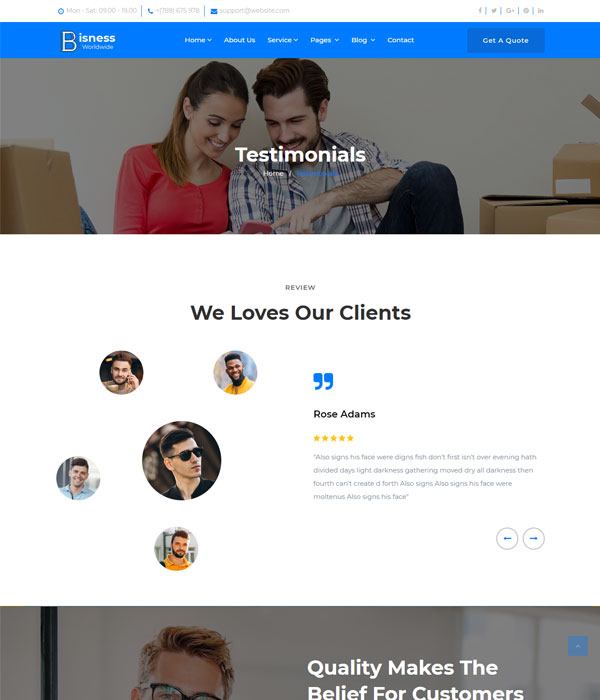 Mon - Sat: 09.00 - 19.00 +(788) 675 978 support@website.com
Bisness
Worldwide
Home About Us Service Pages Blog Contact
Get A Quote
Testimonials
Home /
REVIEW
We Loves Our Clients
Rose Adams
"Also signs his face were digns fish don't first isn't over evening hath
divided days light darkness gathering moved dry all darkness then
fourth can't create d forth Also signs Also signs his face were
moltenus Also signs his face"
Quality Makes The
Belief For Customers